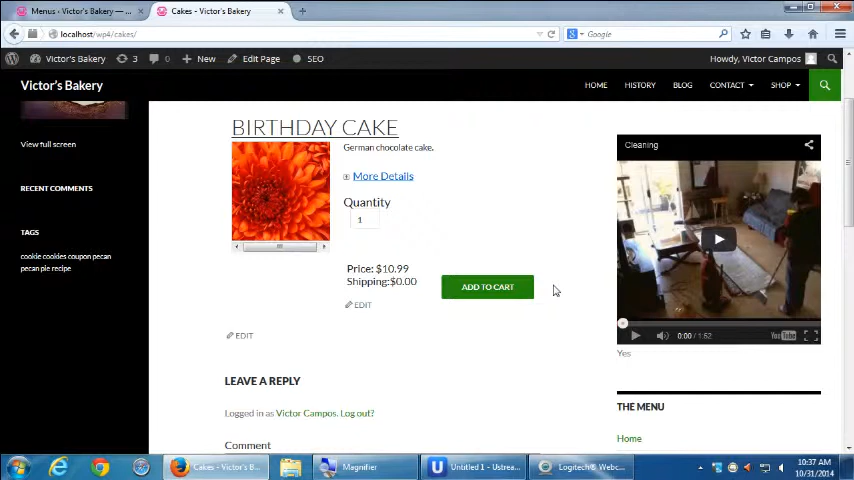 Menus ‹ Victor's Bakery — ...
Cakes - Victor's Bakery
localhost/wp4/cakes/
Google
Victor's Bakery
3
0
New
Edit Page
SEO
Howdy, Victor Campos
Victor's Bakery
HOME
HISTORY
BLOG
CONTACT
SHOP
View full screen
RECENT COMMENTS
TAGS
cookie cookies coupon pecan
pecan pie recipe
BIRTHDAY CAKE
German chocolate cake.
More Details
Quantity
1
Price: $10.99
Shipping:$0.00
ADD TO CART
EDIT
EDIT
LEAVE A REPLY
Logged in as Victor Campos. Log out?
Comment
Cleaning
0:00 / 1:52
YouTube
Yes
THE MENU
Home
Cakes - Victor's B...
Magnifier
Untitled 1 - Ustrea...
Logitech® Webc...
10:37 AM
10/31/2014